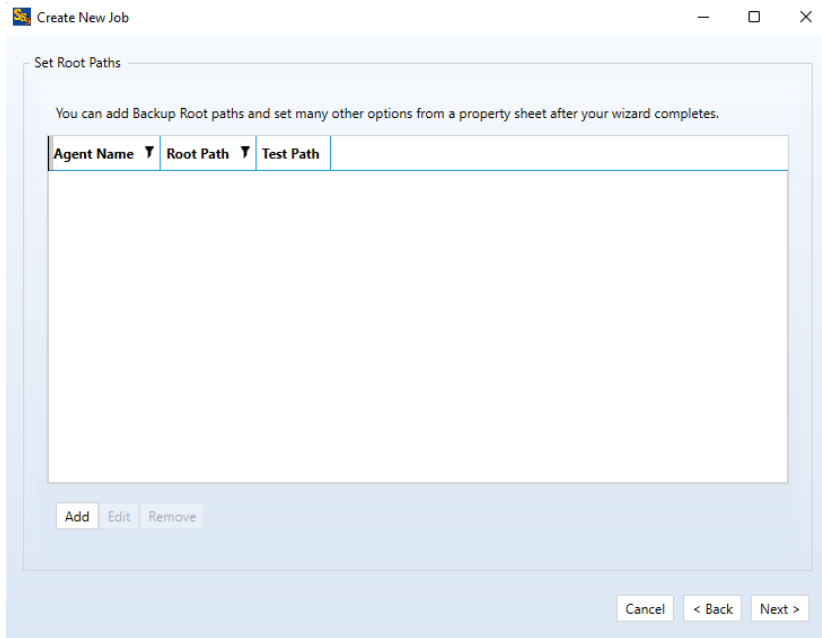 Create New Job
Set Root Paths
You can add Backup Root paths and set many other options from a property sheet after your wizard completes.
Agent Name Root Path Test Path
Add Edit Remove
Cancel < Back Next >